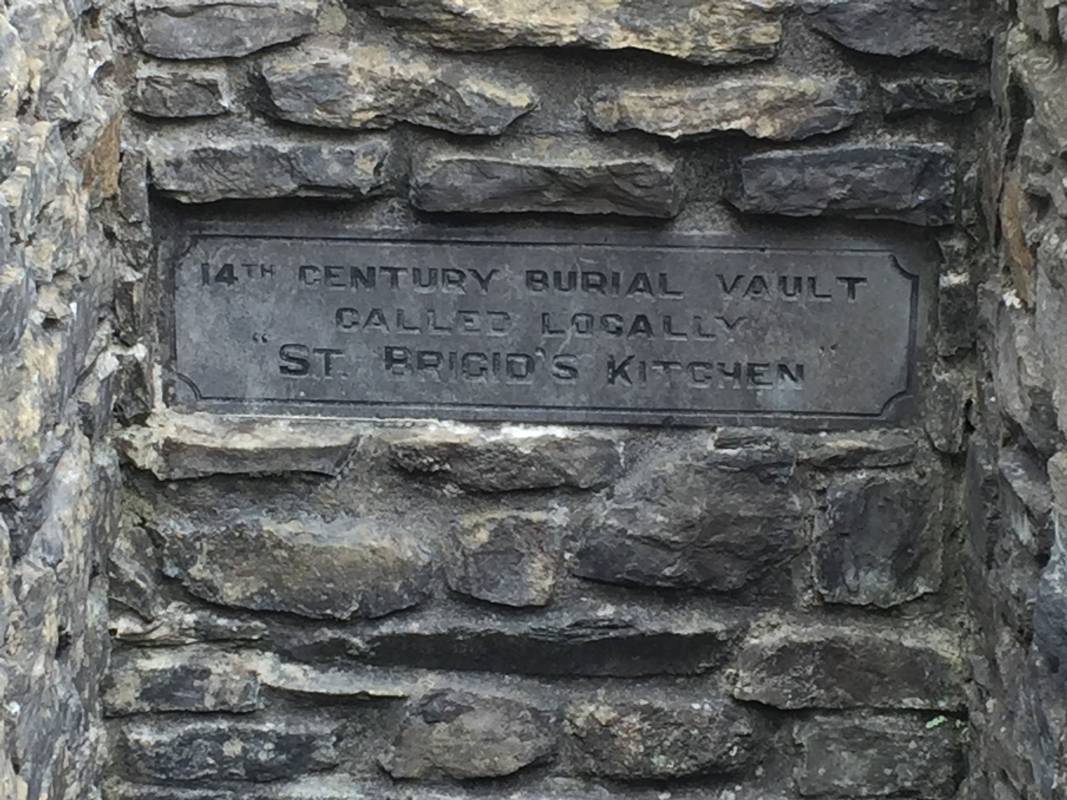 14TH CENTURY BURIAL VAULT
CALLED LOCALLY
"ST. BRIGID'S KITCHEN"